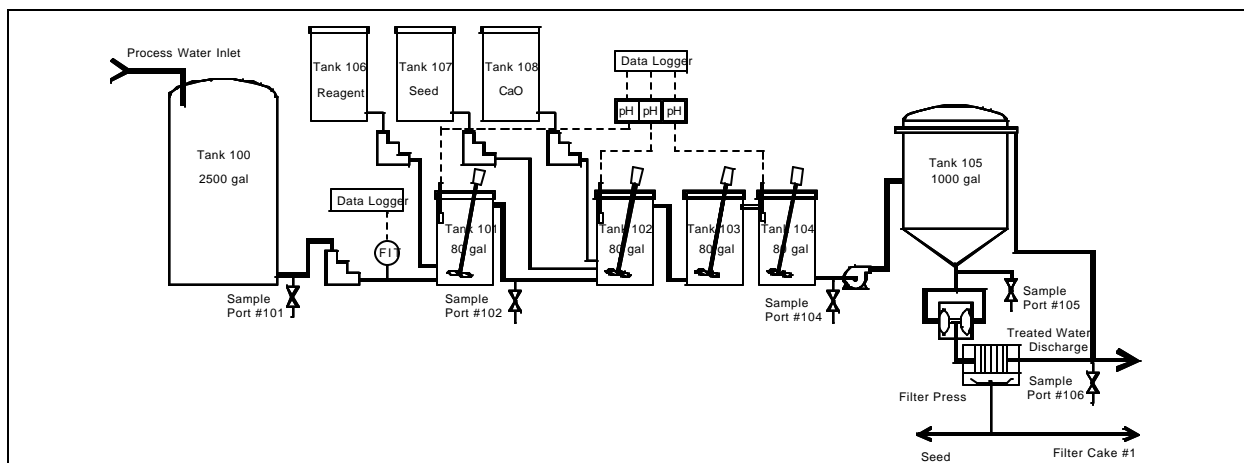 Process Water Inlet
Tank 100
2500 gal
Tank 106
Reagent
Tank 107
Seed
Tank 108
CaO
Data Logger
pH
pH
pH
Data Logger
FIT
Tank 101
80 gal
Tank 102
80 gal
Tank 103
80 gal
Tank 104
80 gal
Tank 105
1000 gal
Sample
Port #101
Sample
Port #102
Sample
Port #104
Sample
Port #105
Treated Water
Discharge
Sample
Port #106
Filter Press
Seed
Filter Cake #1